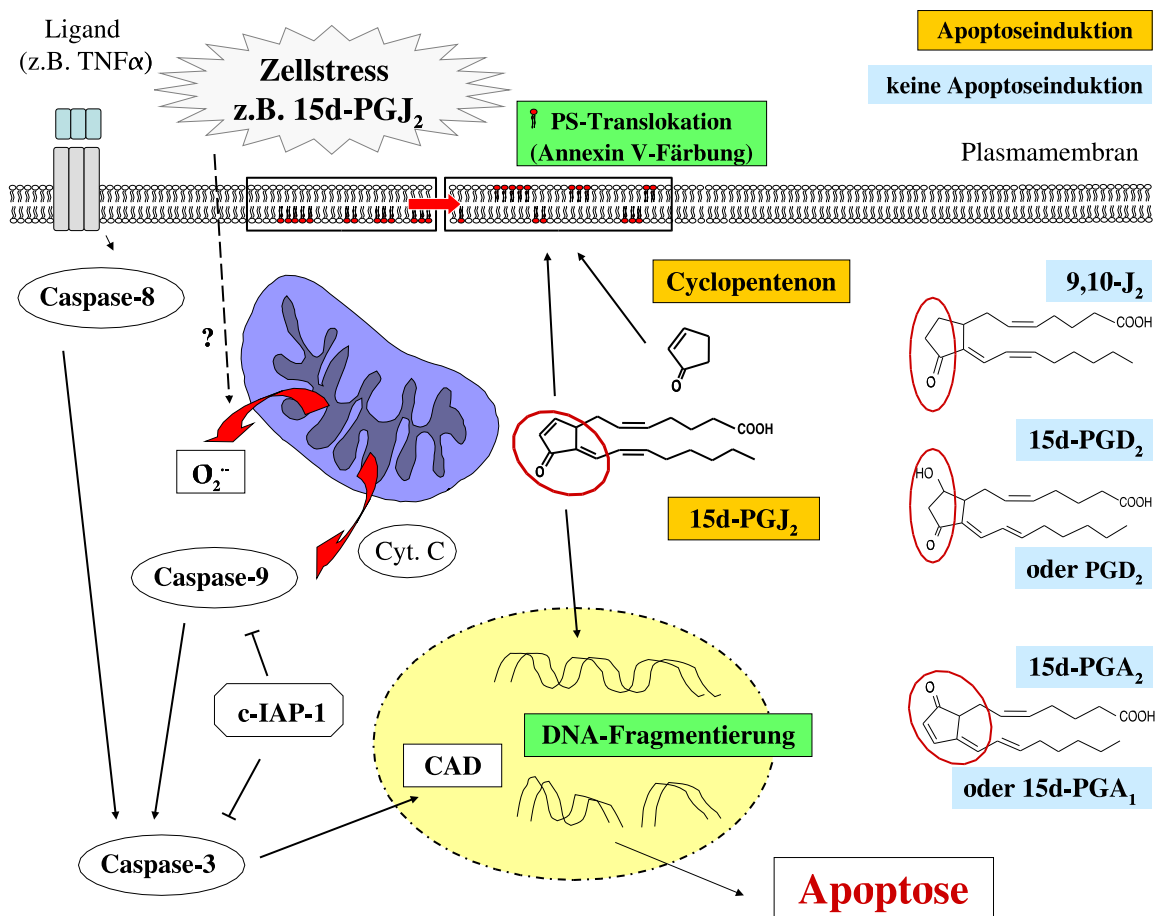 Ligand
(z.B. TNFα)
Zellstress
z.B. 15d-PGJ₂
Apoptoseinduktion
keine Apoptoseinduktion
PS-Translokation
(Annexin V-Färbung)
Plasmamembran
Caspase-8
?
Cyclopentenon
O
9,10-J₂
COOH
O
O₂·-
COOH
O
15d-PGJ₂
15d-PGD₂
HO
COOH
O
oder PGD₂
Cyt. C
Caspase-9
c-IAP-1
DNA-Fragmentierung
CAD
15d-PGA₂
O
COOH
oder 15d-PGA₁
Caspase-3
Apoptose